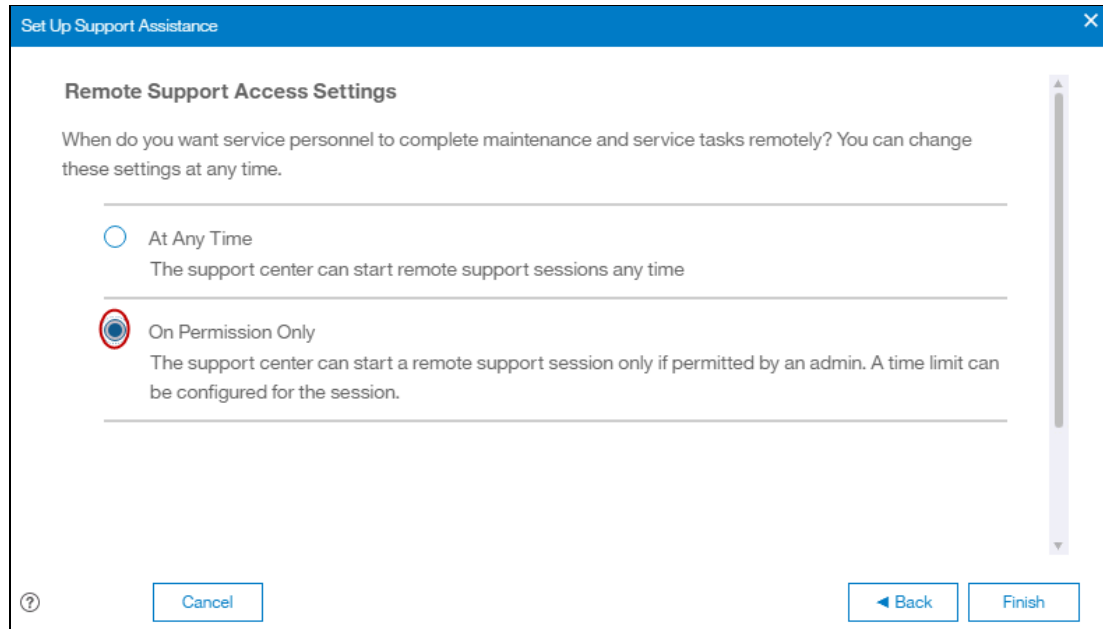 Set Up Support Assistance
Remote Support Access Settings
When do you want service personnel to complete maintenance and service tasks remotely? You can change
these settings at any time.
At Any Time
The support center can start remote support sessions any time
On Permission Only
The support center can start a remote support session only if permitted by an admin. A time limit can
be configured for the session.
? Cancel ◄ Back Finish